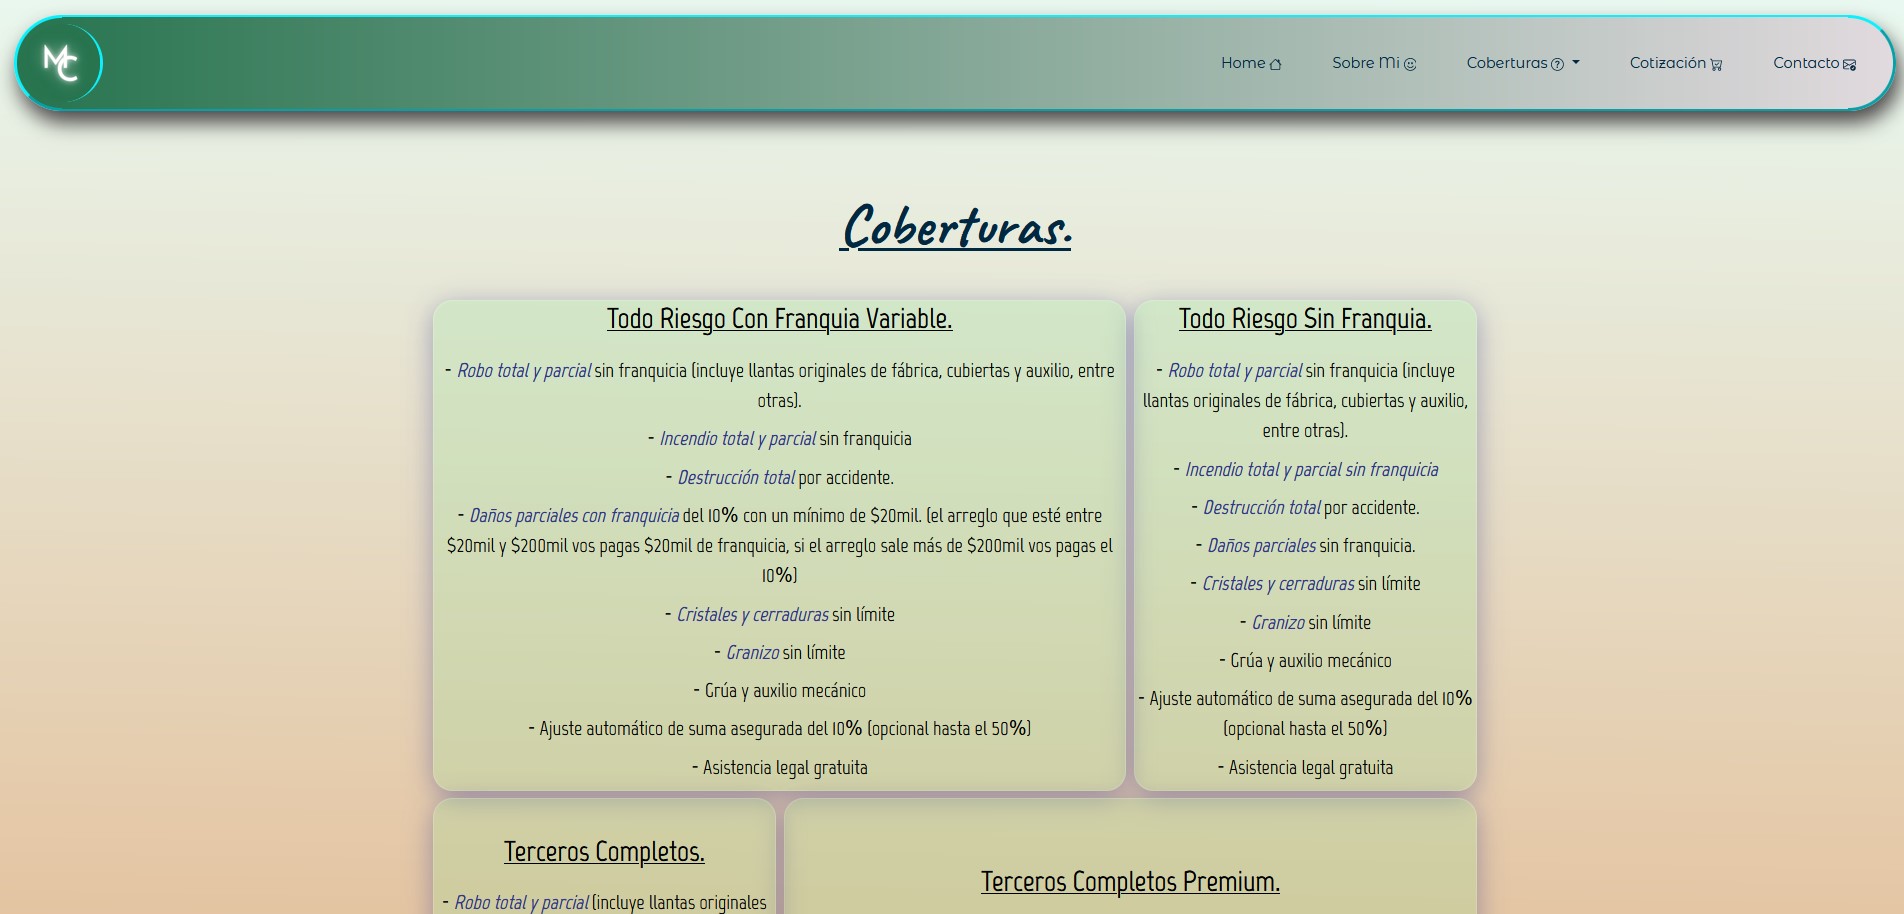 MC
Home
Sobre Mi
Coberturas
Cotización
Contacto
Coberturas.
Todo Riesgo Con Franquia Variable.
- Robo total y parcial sin franquicia (incluye llantas originales de fábrica, cubiertas y auxilio, entre
otras).
- Incendio total y parcial sin franquicia
- Destrucción total por accidente.
- Daños parciales con franquicia del 10% con un mínimo de $20mil. (el arreglo que esté entre
$20mil y $200mil vos pagas $20mil de franquicia, si el arreglo sale más de $200mil vos pagas el
10%)
- Cristales y cerraduras sin límite
- Granizo sin límite
- Grúa y auxilio mecánico
- Ajuste automático de suma asegurada del 10% (opcional hasta el 50%)
- Asistencia legal gratuita
Todo Riesgo Sin Franquia.
- Robo total y parcial sin franquicia (incluye
llantas originales de fábrica, cubiertas y auxilio,
entre otras).
- Incendio total y parcial sin franquicia
- Destrucción total por accidente.
- Daños parciales sin franquicia.
- Cristales y cerraduras sin límite
- Granizo sin límite
- Grúa y auxilio mecánico
- Ajuste automático de suma asegurada del 10%
(opcional hasta el 50%)
- Asistencia legal gratuita
Terceros Completos.
- Robo total y parcial (incluye llantas originales
Terceros Completos Premium.